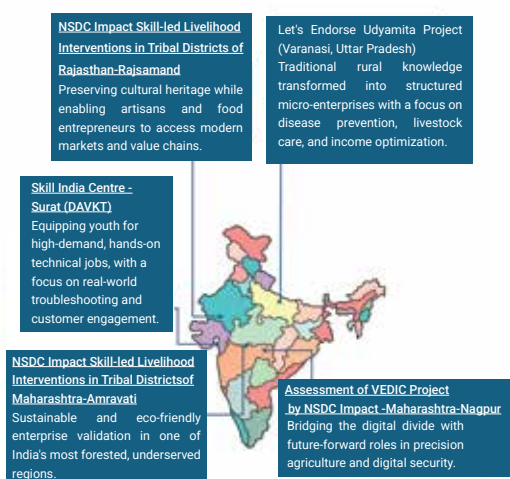 NSDC Impact Skill-led Livelihood
Interventions in Tribal Districts of
Rajasthan-Rajsamand
Preserving cultural heritage while
enabling artisans and food
entrepreneurs to access modern
markets and value chains.
Let's Endorse Udyamita Project
(Varanasi, Uttar Pradesh)
Traditional rural knowledge
transformed into structured
micro-enterprises with a focus on
disease prevention, livestock
care, and income optimization.
Skill India Centre -
Surat (DAVKT)
Equipping youth for
high-demand, hands-on
technical jobs, with a
focus on real-world
troubleshooting and
customer engagement.
NSDC Impact Skill-led Livelihood
Interventions in Tribal Districtsof
Maharashtra-Amravati
Sustainable and eco-friendly
enterprise validation in one of
India's most forested, underserved
regions.
Assessment of VEDIC Project
by NSDC Impact -Maharashtra-Nagpur
Bridging the digital divide with
future-forward roles in precision
agriculture and digital security.